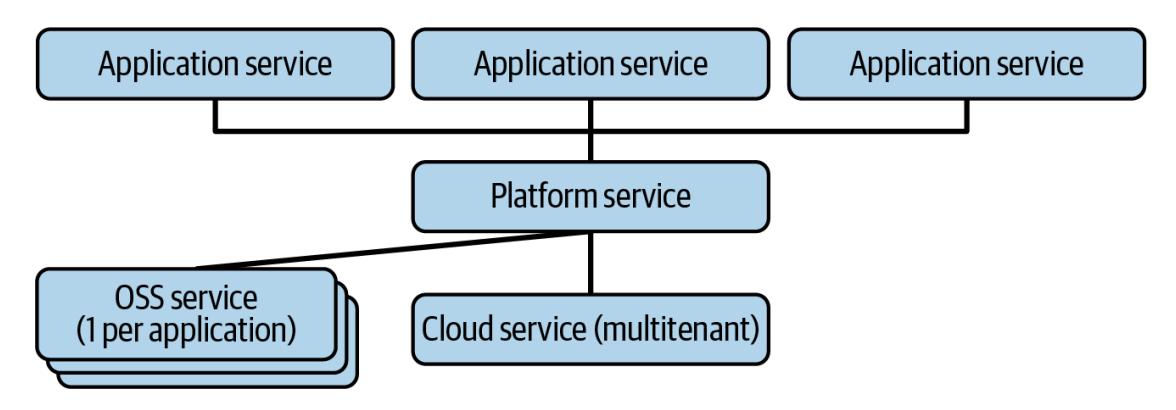 Application service
Application service
Application service
Platform service
OSS service
(1 per application)
Cloud service (multitenant)